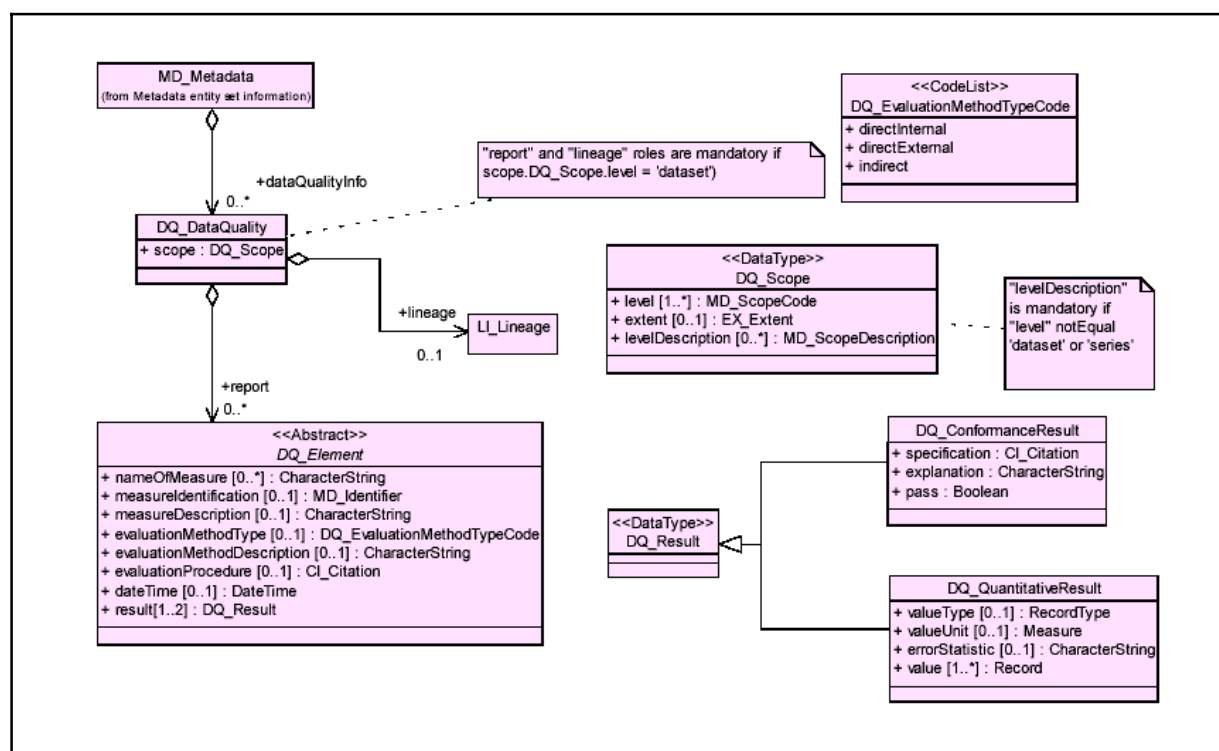 MD_Metadata
(from Metadata entity set information)
<<CodeList>>
DQ_EvaluationMethodTypeCode
+ directInternal
+ directExternal
+ indirect
"report" and "lineage" roles are mandatory if
scope.DQ_Scope.level = 'dataset')
+dataQualityInfo
0..*
DQ_DataQuality
+ scope : DQ_Scope
<<DataType>>
DQ_Scope
+ level [1..*] : MD_ScopeCode
+ extent [0..1] : EX_Extent
+ levelDescription [0..*] : MD_ScopeDescription
"levelDescription"
is mandatory if
"level" notEqual
'dataset' or 'series'
+lineage
0..1
LI_Lineage
+report
0..*
<<Abstract>>
DQ_Element
+ nameOfMeasure [0..*] : CharacterString
+ measureIdentification [0..1] : MD_Identifier
+ measureDescription [0..1] : CharacterString
+ evaluationMethodType [0..1] : DQ_EvaluationMethodTypeCode
+ evaluationMethodDescription [0..1] : CharacterString
+ evaluationProcedure [0..1] : CI_Citation
+ dateTime [0..1] : DateTime
+ result[1..2] : DQ_Result
DQ_ConformanceResult
+ specification : CI_Citation
+ explanation : CharacterString
+ pass : Boolean
<<DataType>>
DQ_Result
DQ_QuantitativeResult
+ valueType [0..1] : RecordType
+ valueUnit [0..1] : Measure
+ errorStatistic [0..1] : CharacterString
+ value [1..*] : Record